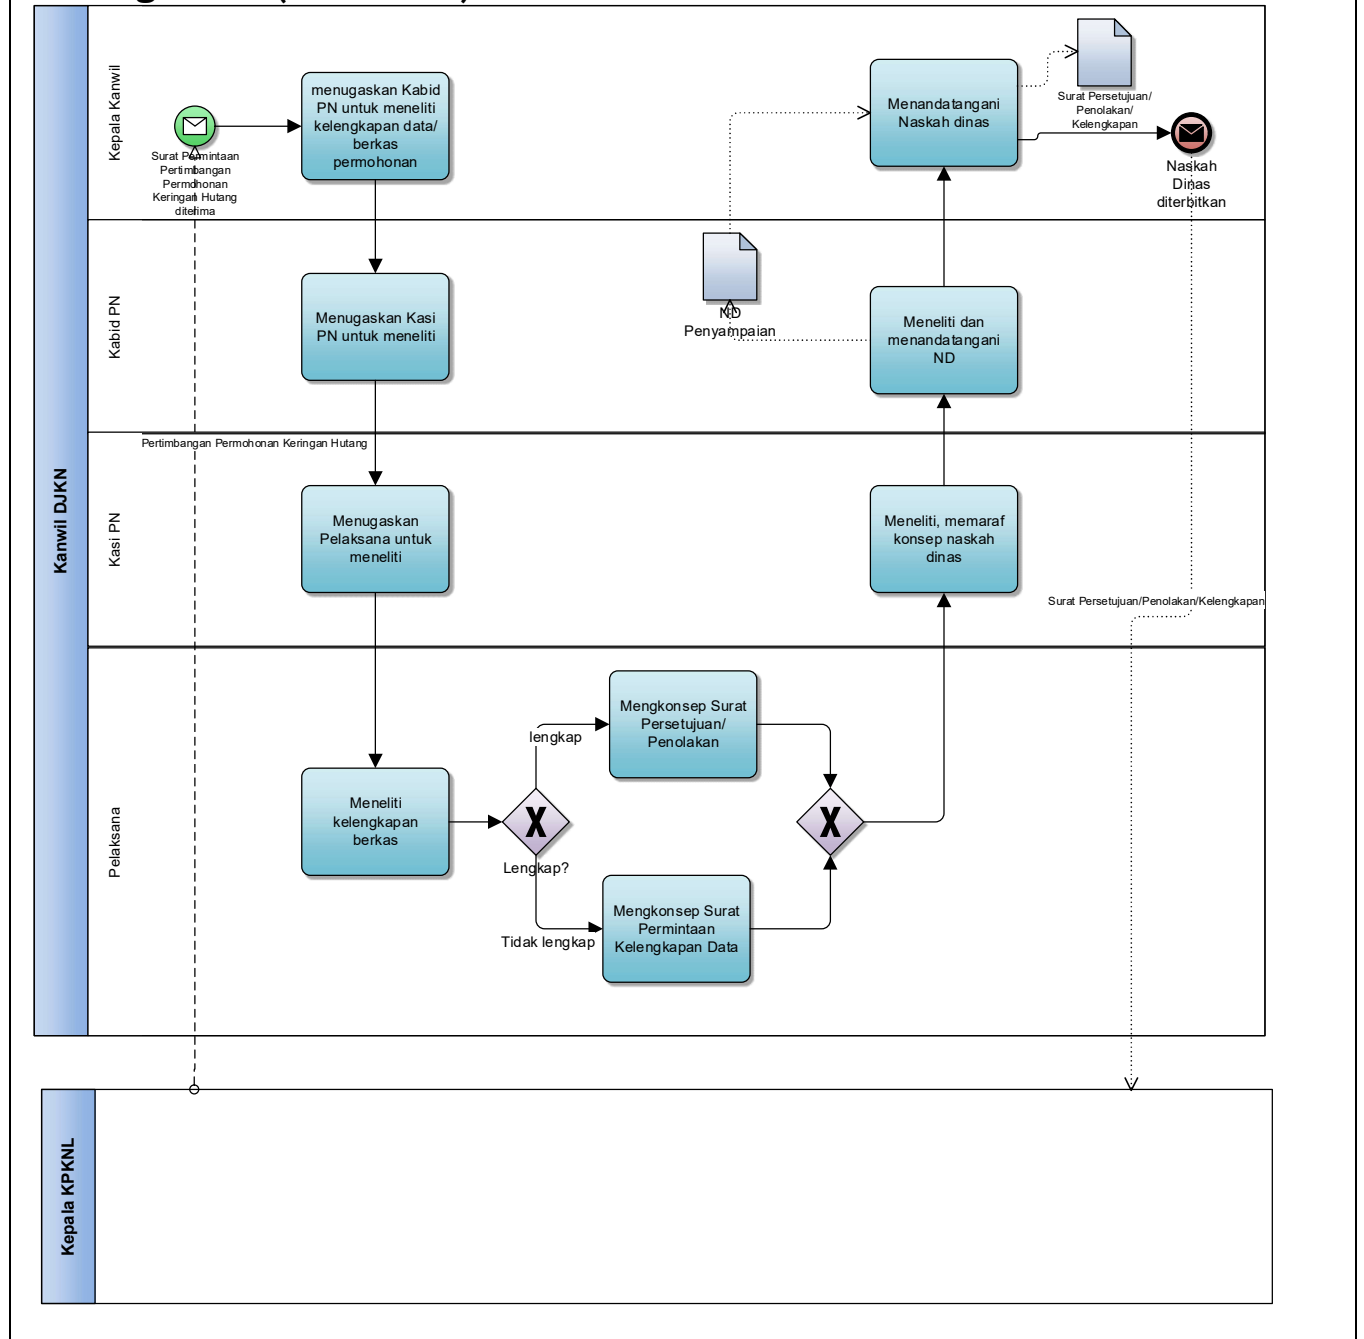 Kanwil DJKN
Kepala Kanwil
Surat Permintaan
Pertimbangan
Permohonan
Keringan Hutang
diterima
menugaskan Kabid
PN untuk meneliti
kelengkapan data/
berkas
permohonan
Menandatangani
Naskah dinas
Surat Persetujuan/
Penolakan/
Kelengkapan
Naskah
Dinas
diterbitkan
Kabid PN
Menugaskan Kasi
PN untuk meneliti
ND
Penyampaian
Meneliti dan
menandatangani
ND
Kasi PN
Pertimbangan Permohonan Keringan Hutang
Menugaskan
Pelaksana untuk
meneliti
Meneliti, memaraf
konsep naskah
dinas
Surat Persetujuan/Penolakan/Kelengkapan
Pelaksana
Meneliti
kelengkapan
berkas
Lengkap?
lengkap
Mengkonsep Surat
Persetujuan/
Penolakan
Tidak lengkap
Mengkonsep Surat
Permintaan
Kelengkapan Data
Kepala KPKNL